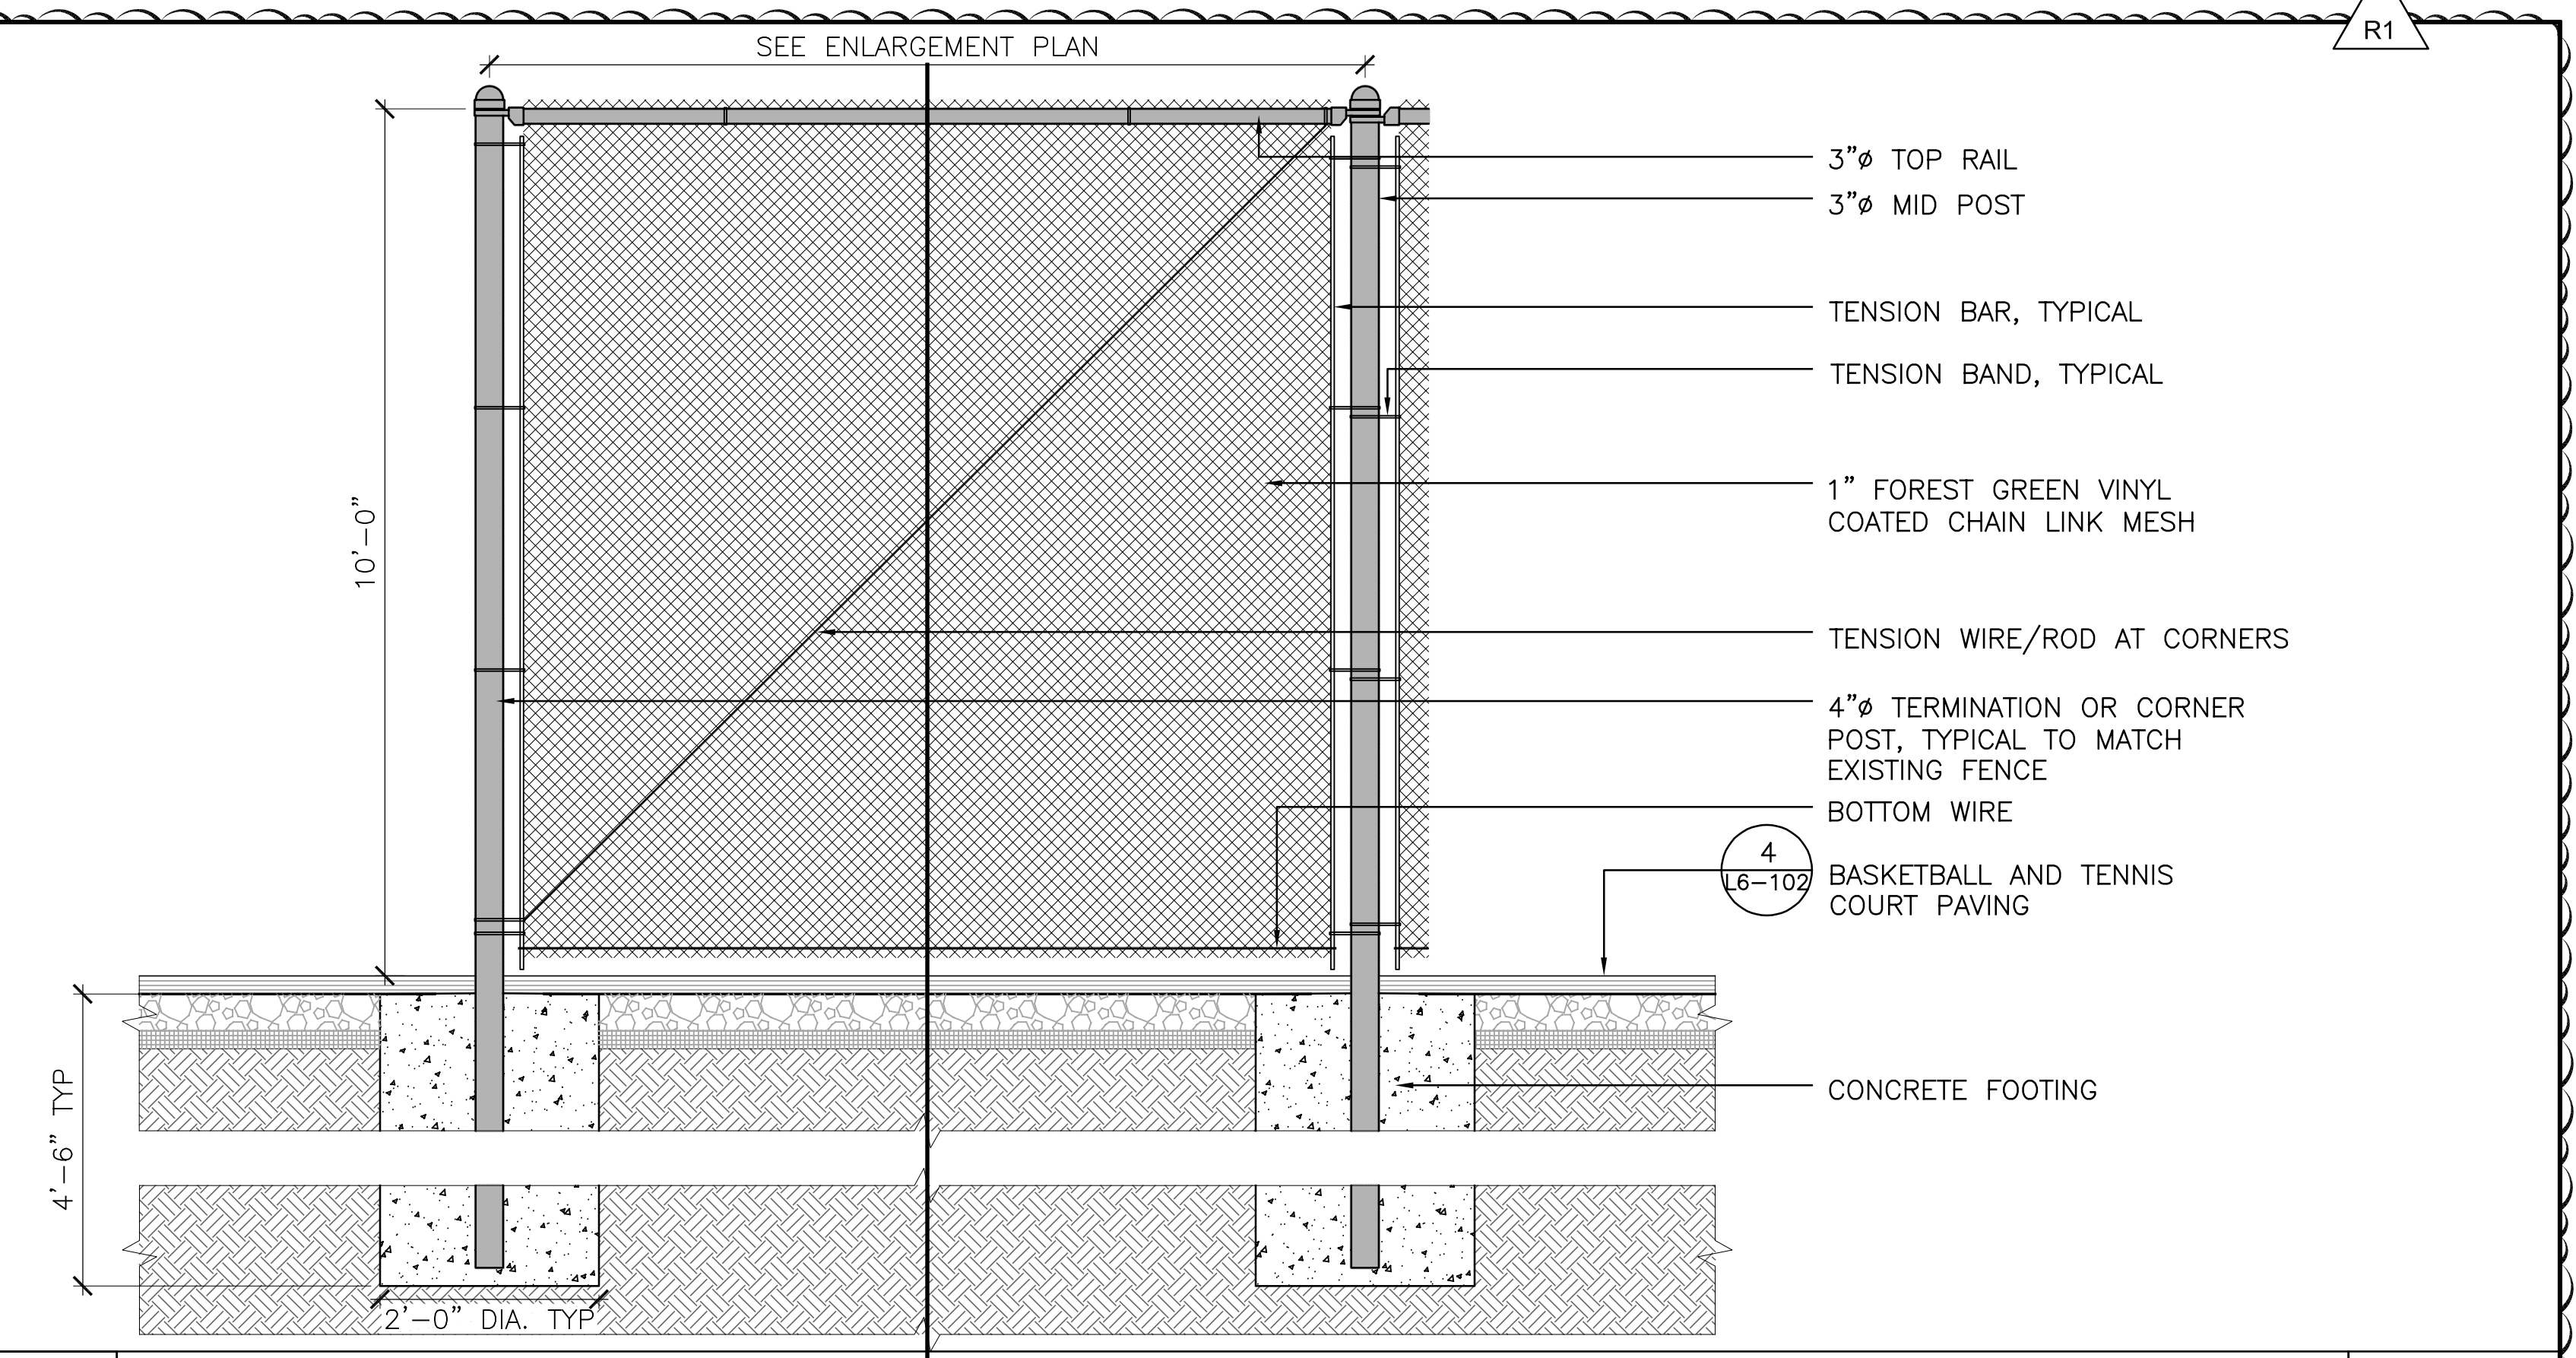 SEE ENLARGEMENT PLAN
R1
3"ø TOP RAIL
3"ø MID POST
TENSION BAR, TYPICAL
TENSION BAND, TYPICAL
1" FOREST GREEN VINYL
COATED CHAIN LINK MESH
10'-0"
TENSION WIRE/ROD AT CORNERS
4"ø TERMINATION OR CORNER
POST, TYPICAL TO MATCH
EXISTING FENCE
BOTTOM WIRE
4
L6-102
BASKETBALL AND TENNIS
COURT PAVING
4'-6" TYP
CONCRETE FOOTING
2'-0" DIA. TYP